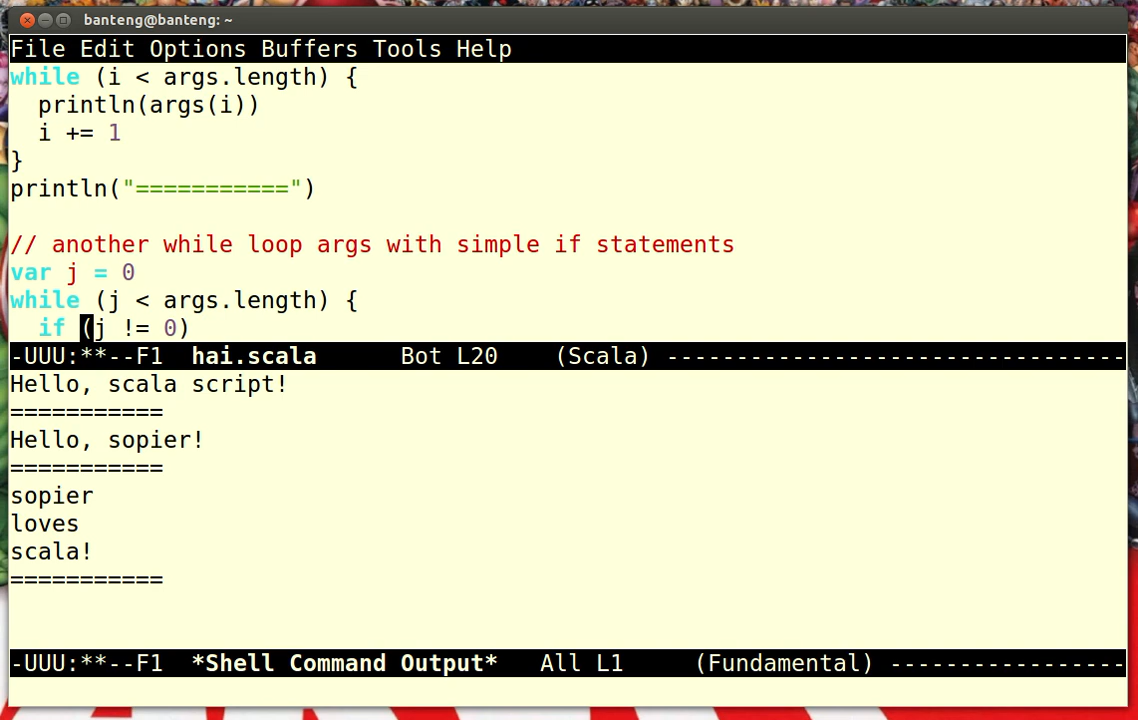 banteng@banteng: ~
File Edit Options Buffers Tools Help
while (i < args.length) {
  println(args(i))
  i += 1
}
println("===========")

// another while loop args with simple if statements
var j = 0
while (j < args.length) {
  if (j != 0)
-UUU:**--F1  hai.scala      Bot L20    (Scala) ---------------------------------
Hello, scala script!
===========
Hello, sopier!
===========
sopier
loves
scala!
===========
-UUU:**--F1  *Shell Command Output*   All L1     (Fundamental) -----------------